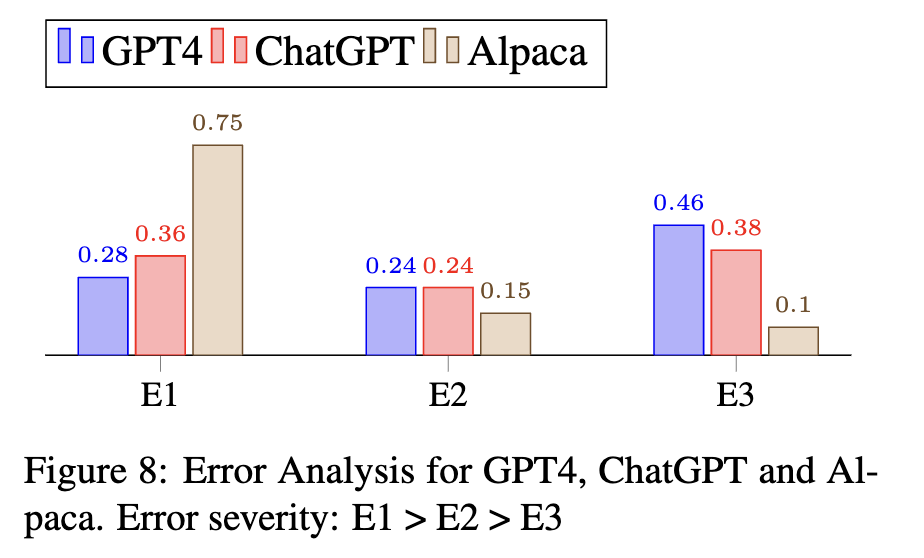 GPT4 ChatGPT Alpaca
0.75
0.28 0.36
0.24 0.24 0.15
0.46 0.38 0.1
E1 E2 E3
Figure 8: Error Analysis for GPT4, ChatGPT and Al-
paca. Error severity: E1 > E2 > E3